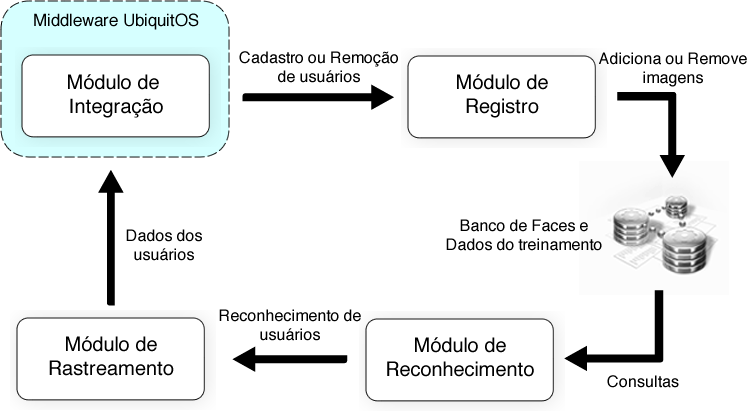 Middleware UbiquitOS
Módulo de
Integração
Cadastro ou Remoção
de usuários
Módulo de
Registro
Adiciona ou Remove
imagens
Banco de Faces e
Dados do treinamento
Dados dos
usuários
Módulo de
Rastreamento
Reconhecimento de
usuários
Módulo de
Reconhecimento
Consultas